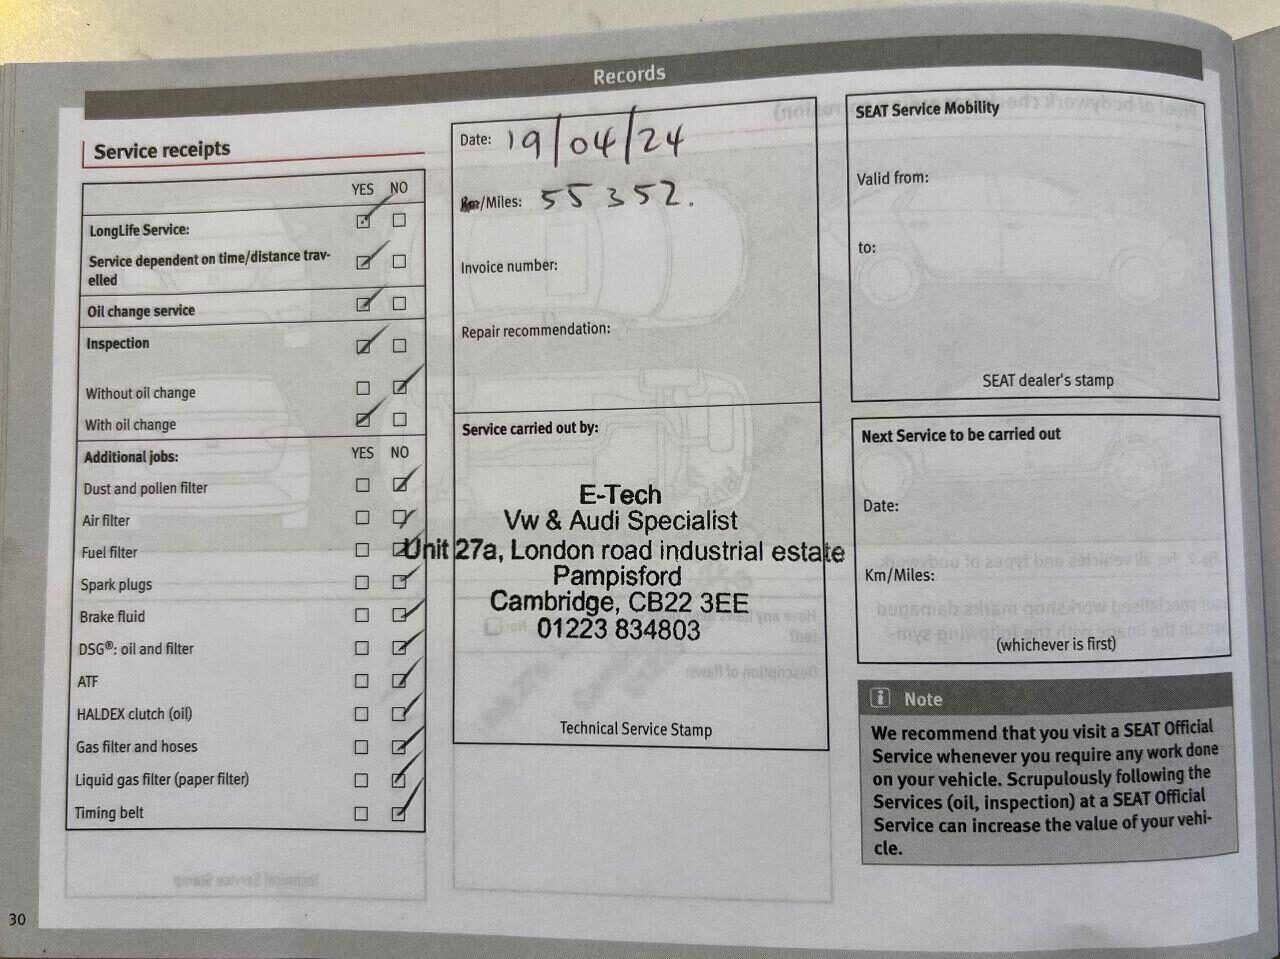 Records
Service receipts
YES NO
LongLife Service:
Service dependent on time/distance trav-
elled
Oil change service
Inspection
Without oil change
With oil change
Additional jobs: YES NO
Dust and pollen filter
Air filter
Fuel filter
Spark plugs
Brake fluid
DSG®: oil and filter
ATF
HALDEX clutch (oil)
Gas filter and hoses
Liquid gas filter (paper filter)
Timing belt
Date: 19/04/24
Km/Miles: 55352.
Invoice number:
Repair recommendation:
Service carried out by:
E-Tech
Vw & Audi Specialist
Unit 27a, London road industrial estate
Pampisford
Cambridge, CB22 3EE
01223 834803
Technical Service Stamp
SEAT Service Mobility
Valid from:
to:
SEAT dealer's stamp
Next Service to be carried out
Date:
Km/Miles:
(whichever is first)
i Note
We recommend that you visit a SEAT Official
Service whenever you require any work done
on your vehicle. Scrupulously following the
Services (oil, inspection) at a SEAT Official
Service can increase the value of your vehi-
cle.
30